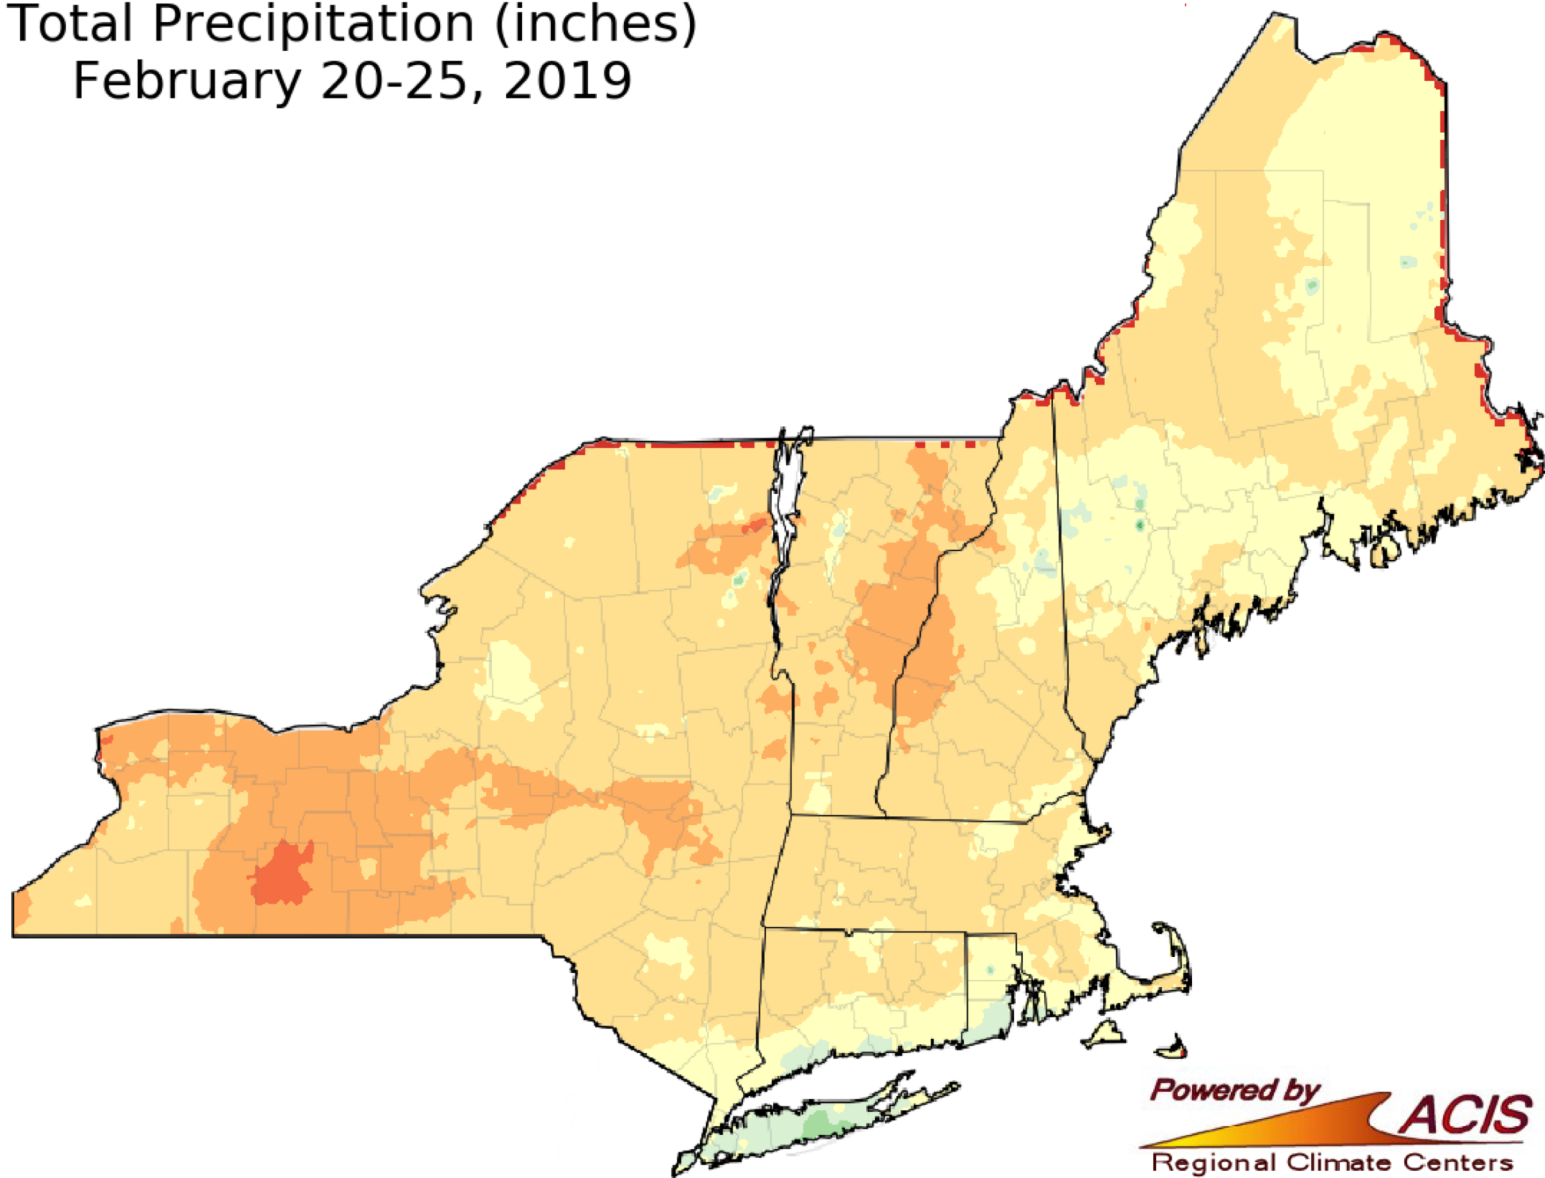 Total Precipitation (inches)
February 20-25, 2019
Powered by
ACIS
Regional Climate Centers